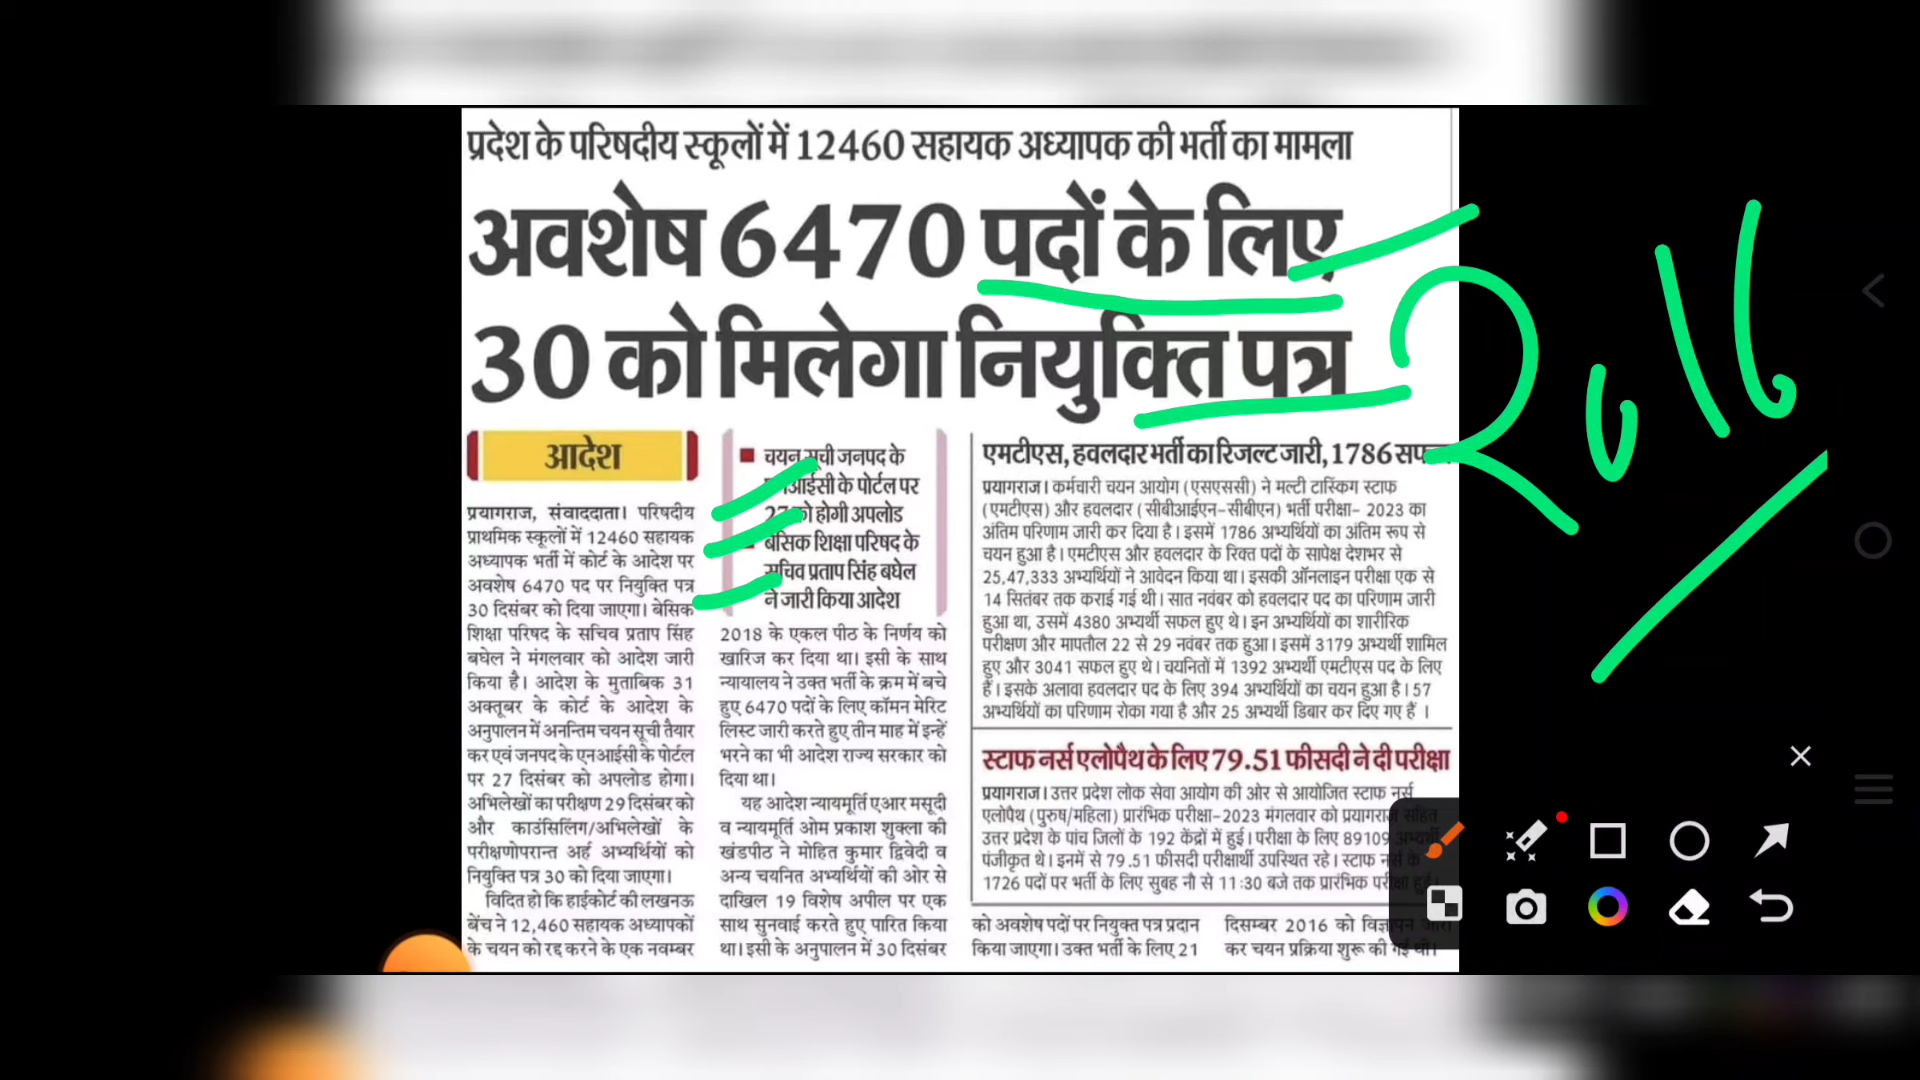 प्रदेश के परिषदीय स्कूलों में 12460 सहायक अध्यापक की भर्ती का मामला
अवशेष 6470 पदों के लिए
30 को मिलेगा नियुक्ति पत्र
2016
आदेश
प्रयागराज, संवाददाता। परिषदीय
प्राथमिक स्कूलों में 12460 सहायक
अध्यापक भर्ती में कोर्ट के आदेश पर
अवशेष 6470 पद पर नियुक्ति पत्र
30 दिसंबर को दिया जाएगा। बेसिक
शिक्षा परिषद के सचिव प्रताप सिंह
बघेल ने मंगलवार को आदेश जारी
किया है। आदेश के मुताबिक 31
अक्तूबर के कोर्ट के आदेश के
अनुपालन में अनन्तिम चयन सूची तैयार
कर एवं जनपद के एनआईसी के पोर्टल
पर 27 दिसंबर को अपलोड होगा।
अभिलेखों का परीक्षण 29 दिसंबर को
और काउंसिलिंग/अभिलेखों के
परीक्षणोपरान्त अर्ह अभ्यर्थियों को
नियुक्ति पत्र 30 को दिया जाएगा।
विदित हो कि हाईकोर्ट की लखनऊ
बेंच ने 12,460 सहायक अध्यापकों
के चयन को रद्द करने के एक नवम्बर
चयन सूची जनपद के
के पोर्टल पर
27 को होगी अपलोड
बेसिक शिक्षा परिषद के
सचिव प्रताप सिंह बघेल
ने जारी किया आदेश
2018 के एकल पीठ के निर्णय को
खारिज कर दिया था। इसी के साथ
न्यायालय ने उक्त भर्ती के क्रम में बचे
हुए 6470 पदों के लिए कॉमन मेरिट
लिस्ट जारी करते हुए तीन माह में इन्हें
भरने का भी आदेश राज्य सरकार को
दिया था।
यह आदेश न्यायमूर्ति एआर मसूदी
व न्यायमूर्ति ओम प्रकाश शुक्ला की
खंडपीठ ने मोहित कुमार द्विवेदी व
अन्य चयनित अभ्यर्थियों की ओर से
दाखिल 19 विशेष अपील पर एक
साथ सुनवाई करते हुए पारित किया
था। इसी के अनुपालन में 30 दिसंबर
एमटीएस, हवलदार भर्ती का रिजल्ट जारी, 1786
प्रयागराज। कर्मचारी चयन आयोग (एसएससी) ने मल्टी टास्किंग स्टाफ
(एमटीएस) और हवलदार (सीबीआईएन-सीबीएन) भर्ती परीक्षा- 2023 का
अंतिम परिणाम जारी कर दिया है। इसमें 1786 अभ्यर्थियों का अंतिम रूप से
चयन हुआ है। एमटीएस और हवलदार के रिक्त पदों के सापेक्ष देशभर से
25,47,333 अभ्यर्थियों ने आवेदन किया था। इसकी ऑनलाइन परीक्षा एक से
14 सितंबर तक कराई गई थी। सात नवंबर को हवलदार पद का परिणाम जारी
हुआ था, उसमें 4380 अभ्यर्थी सफल हुए थे। इन अभ्यर्थियों का शारीरिक
परीक्षण और मापतौल 22 से 29 नवंबर तक हुआ। इसमें 3179 अभ्यर्थी शामिल
हुए और 3041 सफल हुए थे। चयनितों में 1392 अभ्यर्थी एमटीएस पद के लिए
हैं। इसके अलावा हवलदार पद के लिए 394 अभ्यर्थियों का चयन हुआ है। 57
अभ्यर्थियों का परिणाम रोका गया है और 25 अभ्यर्थी डिबार कर दिए गए हैं ।
स्टाफ नर्स एलोपैथ के लिए 79.51 फीसदी ने दी परीक्षा
प्रयागराज। उत्तर प्रदेश लोक सेवा आयोग की ओर से आयोजित स्टाफ नर्स
एलोपैथ (पुरुष/महिला) प्रारंभिक परीक्षा-2023 मंगलवार को प्रयागराज सहित
उत्तर प्रदेश के पांच जिलों के 192 केंद्रों में हुई। परीक्षा के लिए 89109 अभ्यर्थी
पंजीकृत थे। इनमें से 79.51 फीसदी परीक्षार्थी उपस्थित रहे। स्टाफ नर्स के
1726 पदों पर भर्ती के लिए सुबह नौ से 11:30 बजे तक प्रारंभिक परीक्षा हुई।
को अवशेष पदों पर नियुक्त पत्र प्रदान
किया जाएगा। उक्त भर्ती के लिए 21
दिसम्बर 2016 को विज्ञापन जारी
कर चयन प्रक्रिया शुरू की गई थी।